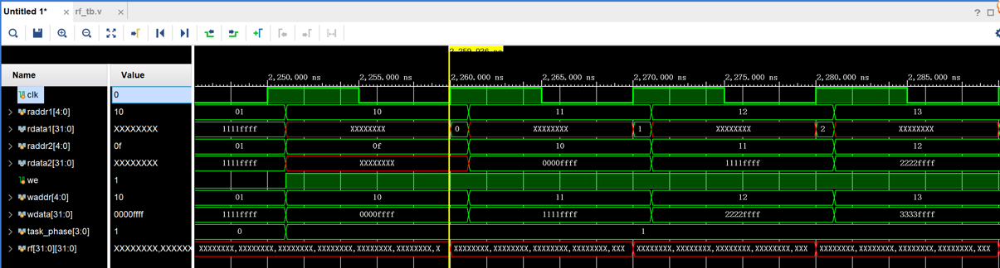 Untitled 1* × rf_tb.v ×
? 
2,259.926 ns
Name Value 2,250.000 ns 2,255.000 ns 2,260.000 ns 2,265.000 ns 2,270.000 ns 2,275.000 ns 2,280.000 ns 2,285.000 ns
clk 0
raddr1[4:0] 10 01 10 11 12 13
rdata1[31:0] XXXXXXXX 1111ffff XXXXXXXX 0 XXXXXXXX 1 XXXXXXXX 2 XXXXXXXX
raddr2[4:0] 0f 01 0f 10 11 12
rdata2[31:0] XXXXXXXX 1111ffff XXXXXXXX 0000ffff 1111ffff 2222ffff
we 1
waddr[4:0] 10 01 10 11 12 13
wdata[31:0] 0000ffff 1111ffff 0000ffff 1111ffff 2222ffff 3333ffff
task_phase[3:0] 1 0 1
rf[31:0][31:0] XXXXXXXX,XXXXXX XXXXXXXX,XXXXXXXX,XXXXXXXX,XXXXXXXX,XXXXXXXX,X XXXXXXXX,XXXXXXXX,XXXXXXXX,XXXXXXXX,XXX XXXXXXXX,XXXXXXXX,XXXXXXXX,XXXXXXXX,XXX XXXXXXXX,XXXXXXXX,XXXXXXXX,XXXXXXXX,XXX